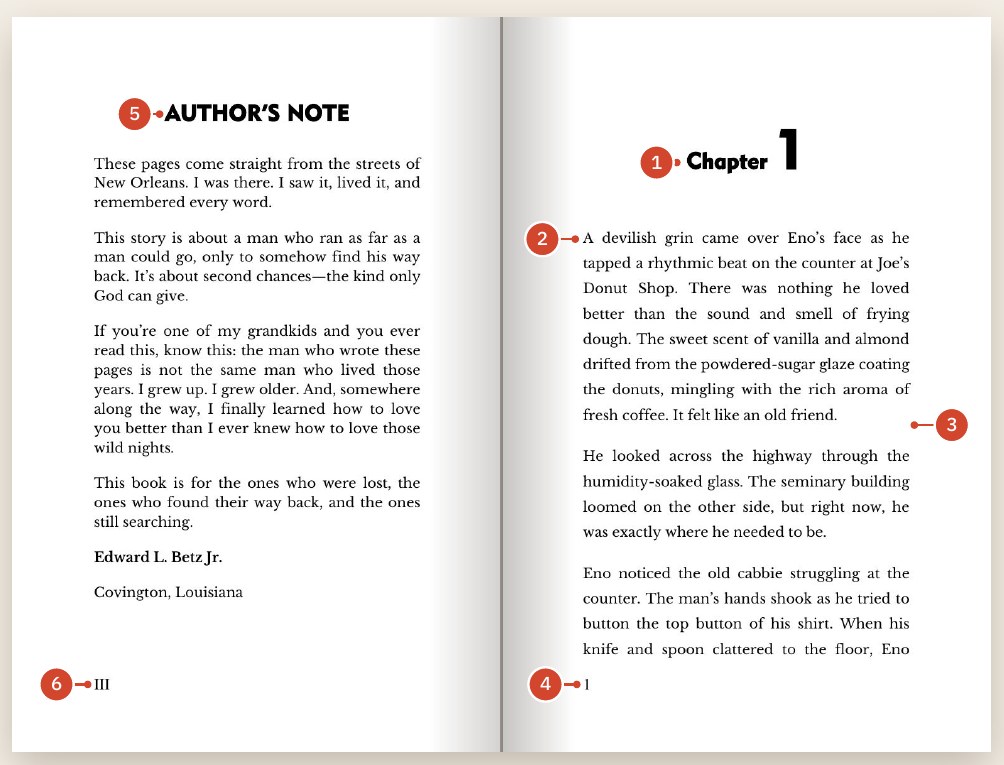 5 AUTHOR’S NOTE
These pages come straight from the streets of
New Orleans. I was there. I saw it, lived it, and
remembered every word.
This story is about a man who ran as far as a
man could go, only to somehow find his way
back. It’s about second chances—the kind only
God can give.
If you’re one of my grandkids and you ever
read this, know this: the man who wrote these
pages is not the same man who lived those
years. I grew up. I grew older. And, somewhere
along the way, I finally learned how to love
you better than I ever knew how to love those
wild nights.
This book is for the ones who were lost, the
ones who found their way back, and the ones
still searching.
Edward L. Betz Jr.
Covington, Louisiana
6 III
1 Chapter 1
2 A devilish grin came over Eno’s face as he
tapped a rhythmic beat on the counter at Joe’s
Donut Shop. There was nothing he loved
better than the sound and smell of frying
dough. The sweet scent of vanilla and almond
drifted from the powdered-sugar glaze coating
the donuts, mingling with the rich aroma of
fresh coffee. It felt like an old friend.
3
He looked across the highway through the
humidity-soaked glass. The seminary building
loomed on the other side, but right now, he
was exactly where he needed to be.
Eno noticed the old cabbie struggling at the
counter. The man’s hands shook as he tried to
button the top button of his shirt. When his
knife and spoon clattered to the floor, Eno
4 1